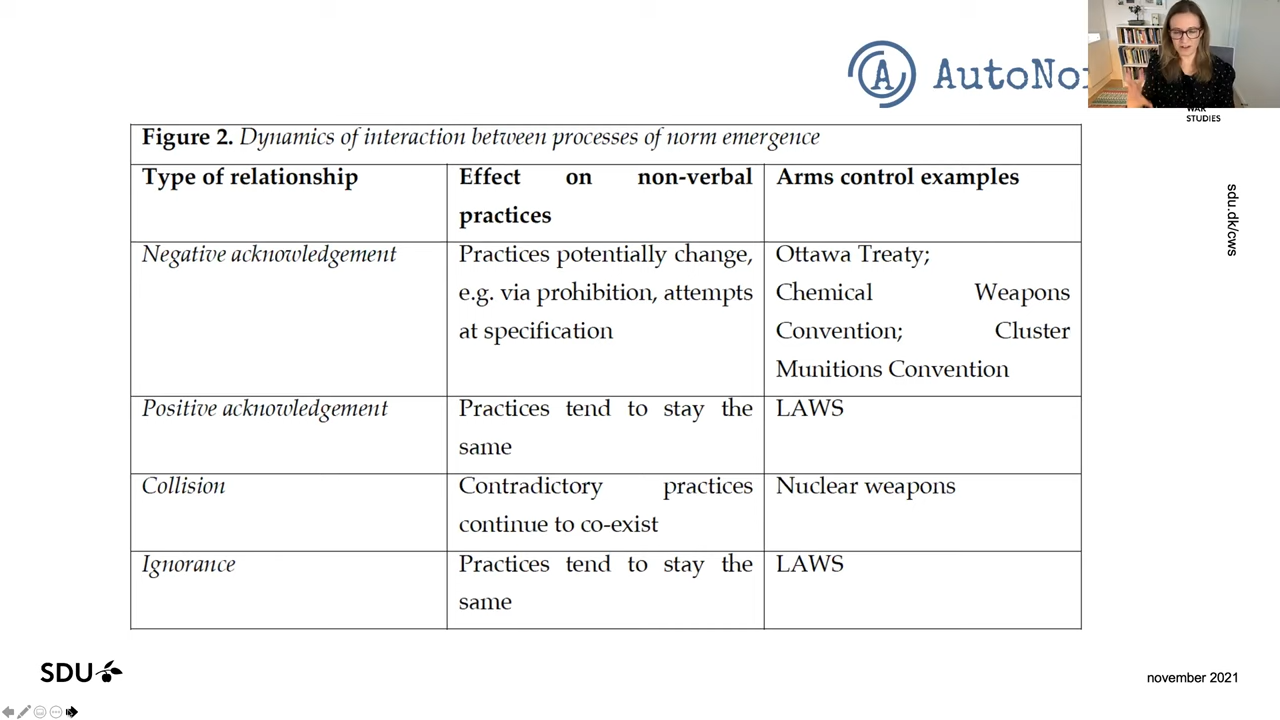 A AutoNo
WAR
STUDIES
sdu.dk/cws
Figure 2. Dynamics of interaction between processes of norm emergence
Type of relationship
Effect on non-verbal
practices
Arms control examples
Negative acknowledgement
Practices potentially change,
e.g. via prohibition, attempts
at specification
Ottawa Treaty;
Chemical Weapons
Convention; Cluster
Munitions Convention
Positive acknowledgement
Practices tend to stay the
same
LAWS
Collision
Contradictory practices
continue to co-exist
Nuclear weapons
Ignorance
Practices tend to stay the
same
LAWS
SDU
november 2021